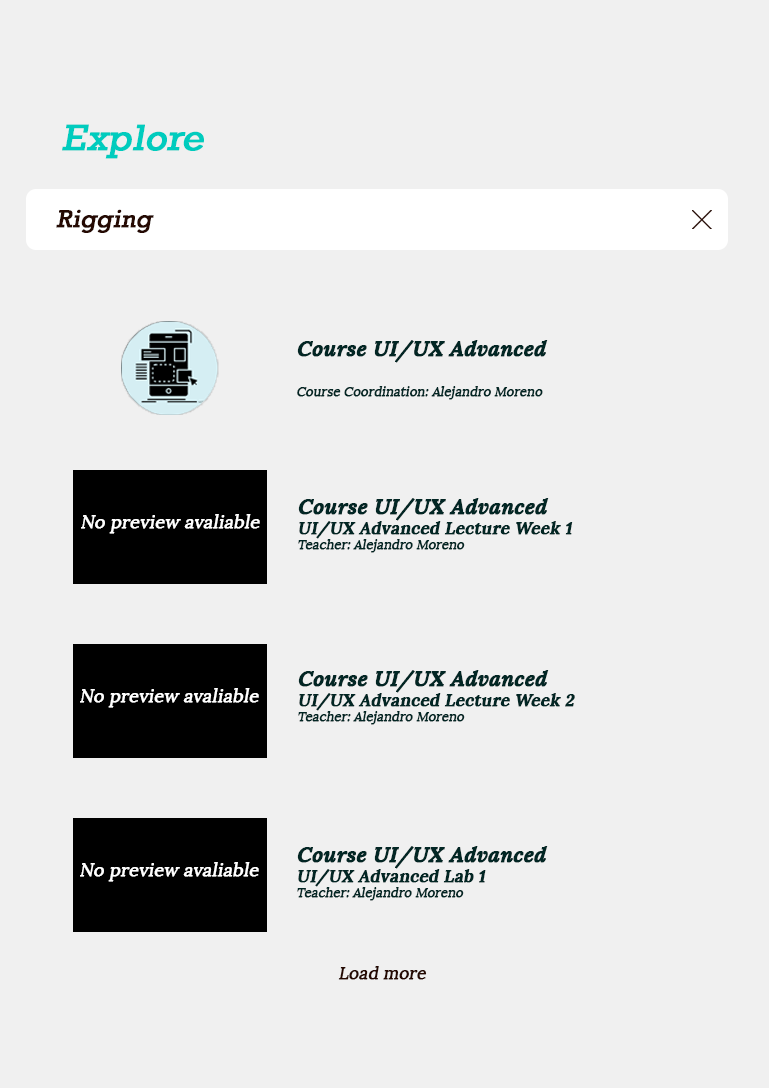 Explore
Rigging
Course UI/UX Advanced
Course Coordination: Alejandro Moreno
No preview avaliable
Course UI/UX Advanced
UI/UX Advanced Lecture Week 1
Teacher: Alejandro Moreno
No preview avaliable
Course UI/UX Advanced
UI/UX Advanced Lecture Week 2
Teacher: Alejandro Moreno
No preview avaliable
Course UI/UX Advanced
UI/UX Advanced Lab 1
Teacher: Alejandro Moreno
Load more